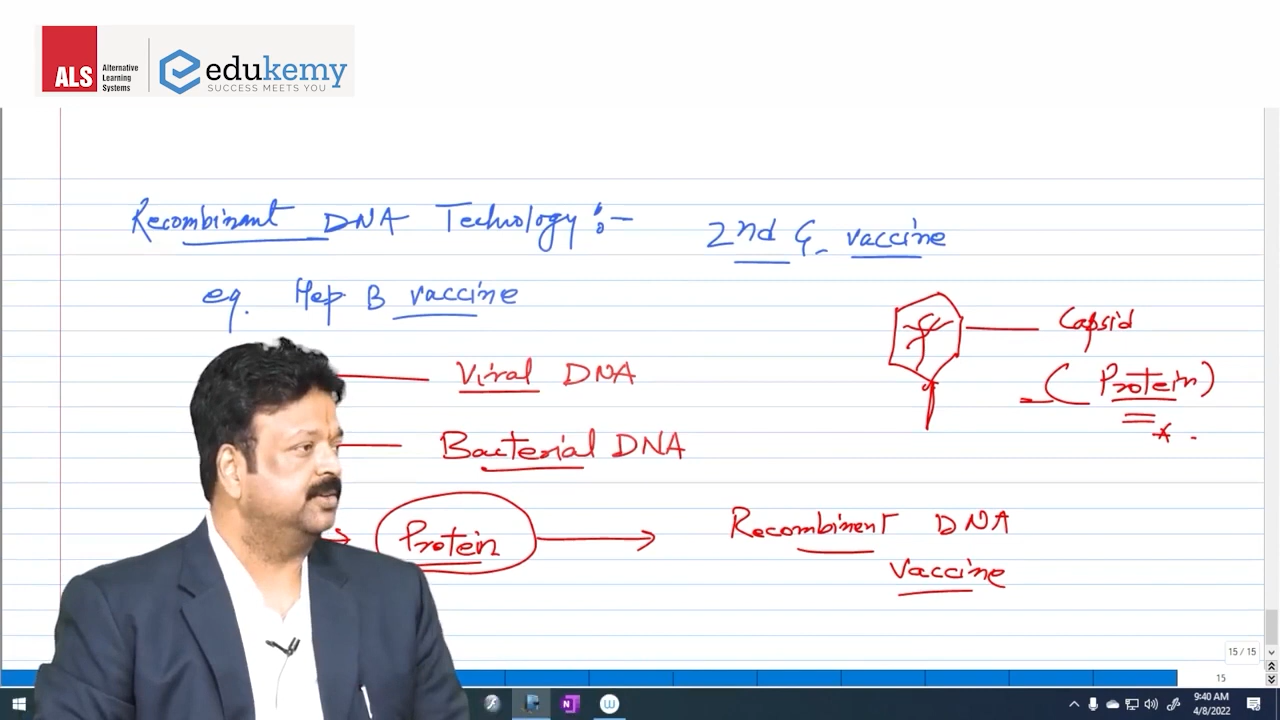 ALS
Alternative
Learning
Systems
edukemy
SUCCESS MEETS YOU
Recombinant DNA Technology :-
2nd G vaccine
eg. Hep B vaccine
Capsid
Viral DNA
(Protein)
Bacterial DNA
Protein
Recombinent DNA
vaccine
15 / 15
15
9:40 AM
4/8/2022